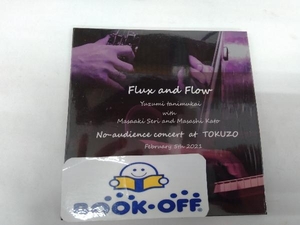 Flux and Flow
Yuzumi tanimukai
with
Masaaki Seri and Masashi Kato
No-audience concert at TOKUZO
February 5th 2021
BOOK·OFF